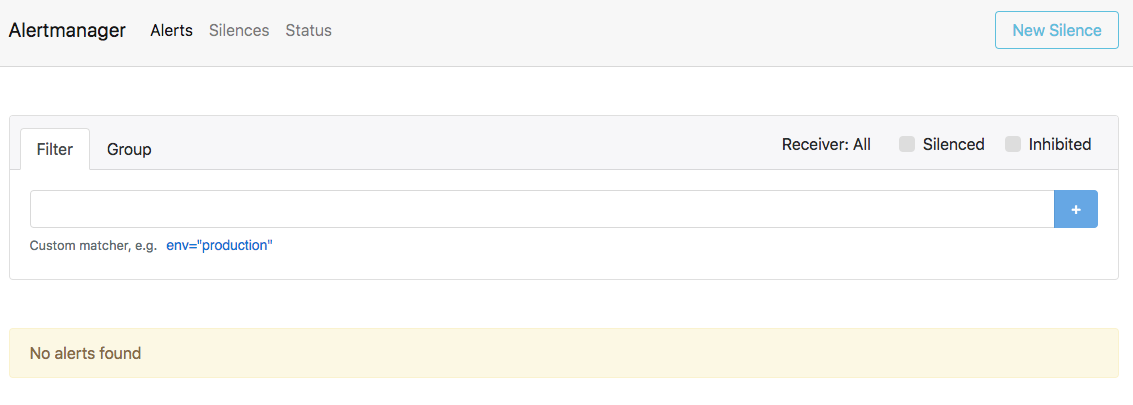 Alertmanager Alerts Silences Status New Silence
Filter Group Receiver: All Silenced Inhibited
+
Custom matcher, e.g. env="production"
No alerts found